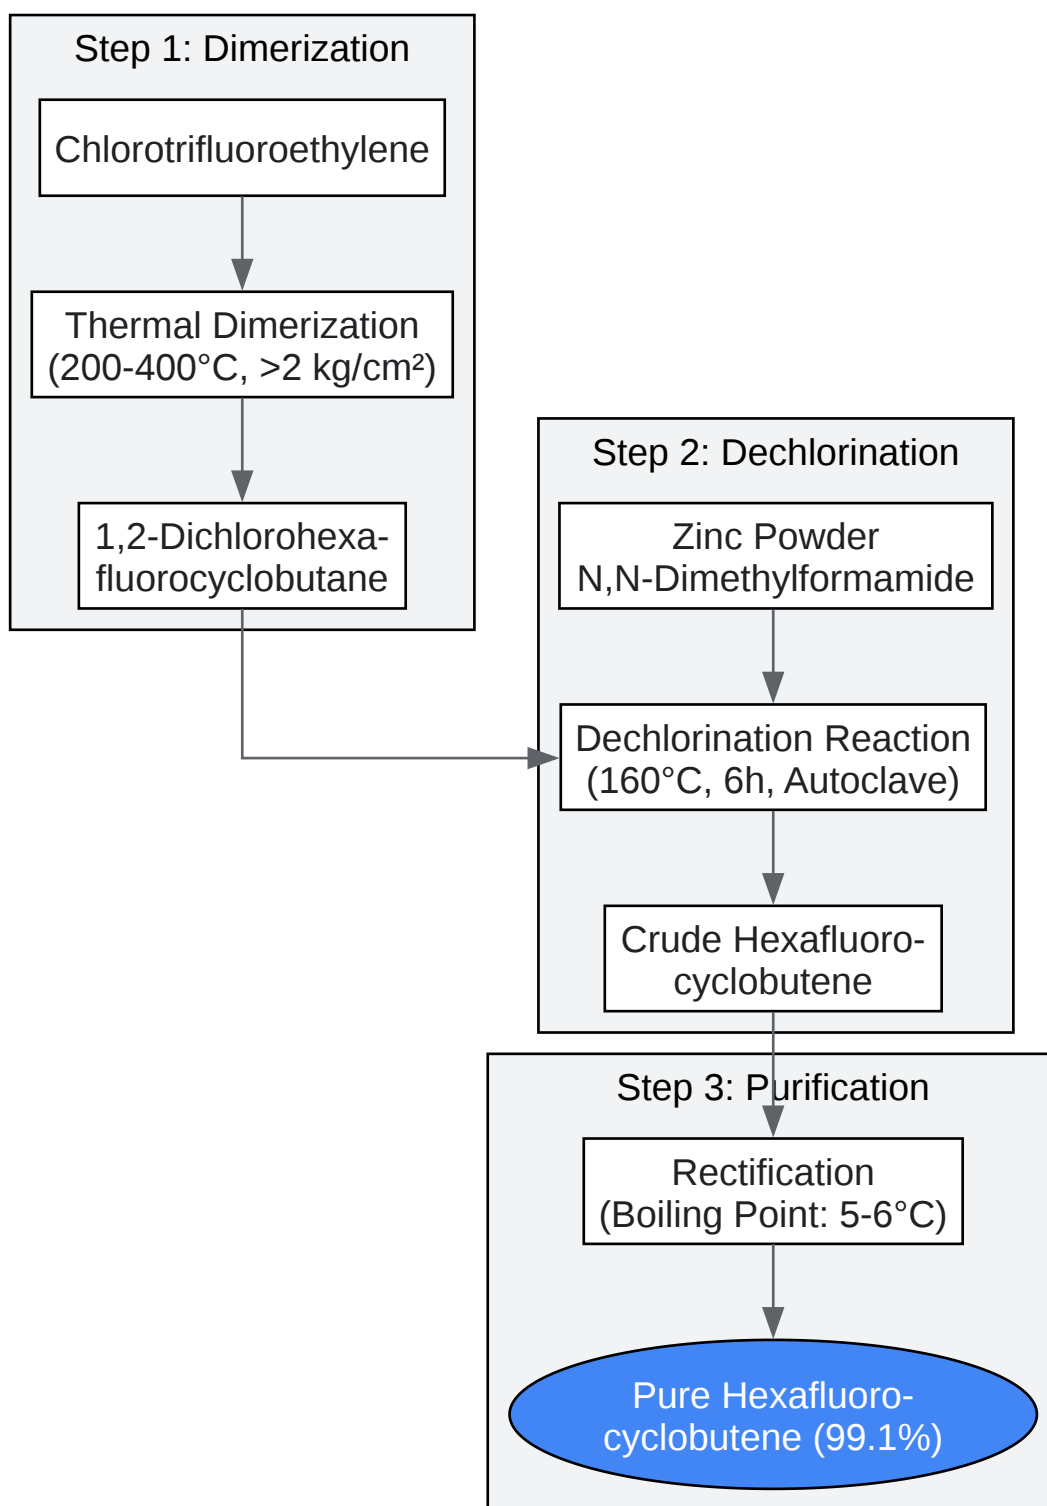 Step 1: Dimerization
Chlorotrifluoroethylene
Thermal Dimerization
(200-400°C, >2 kg/cm²)
1,2-Dichlorohexa-
fluorocyclobutane
Step 2: Dechlorination
Zinc Powder
N,N-Dimethylformamide
Dechlorination Reaction
(160°C, 6h, Autoclave)
Crude Hexafluoro-
cyclobutene
Step 3: Purification
Rectification
(Boiling Point: 5-6°C)
Pure Hexafluoro-
cyclobutene (99.1%)